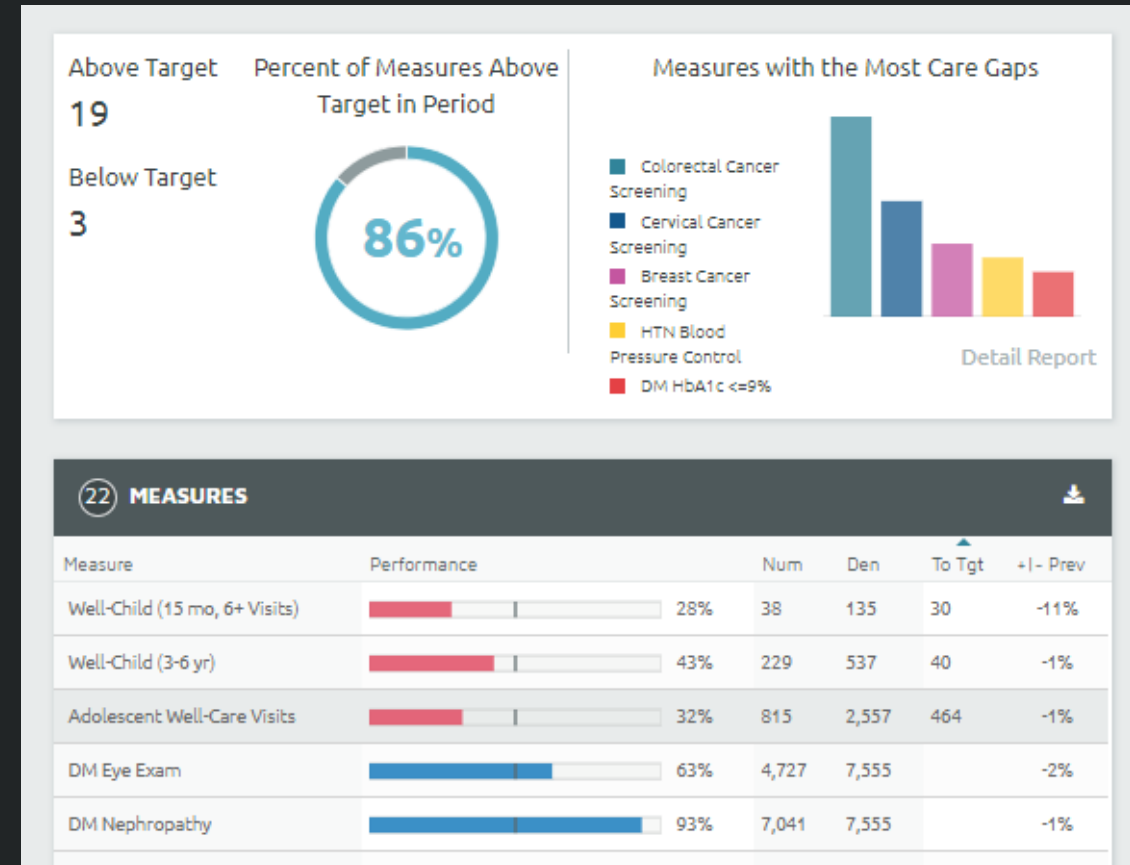 Above Target
19
Below Target
3
Percent of Measures Above
Target in Period
86%
Measures with the Most Care Gaps
Colorectal Cancer
Screening
Cervical Cancer
Screening
Breast Cancer
Screening
HTN Blood
Pressure Control
DM HbA1c <=9%
Detail Report
22 MEASURES
Measure Performance Num Den To Tgt +|- Prev
Well-Child (15 mo, 6+ Visits) 28% 38 135 30 -11%
Well-Child (3-6 yr) 43% 229 537 40 -1%
Adolescent Well-Care Visits 32% 815 2,557 464 -1%
DM Eye Exam 63% 4,727 7,555 -2%
DM Nephropathy 93% 7,041 7,555 -1%